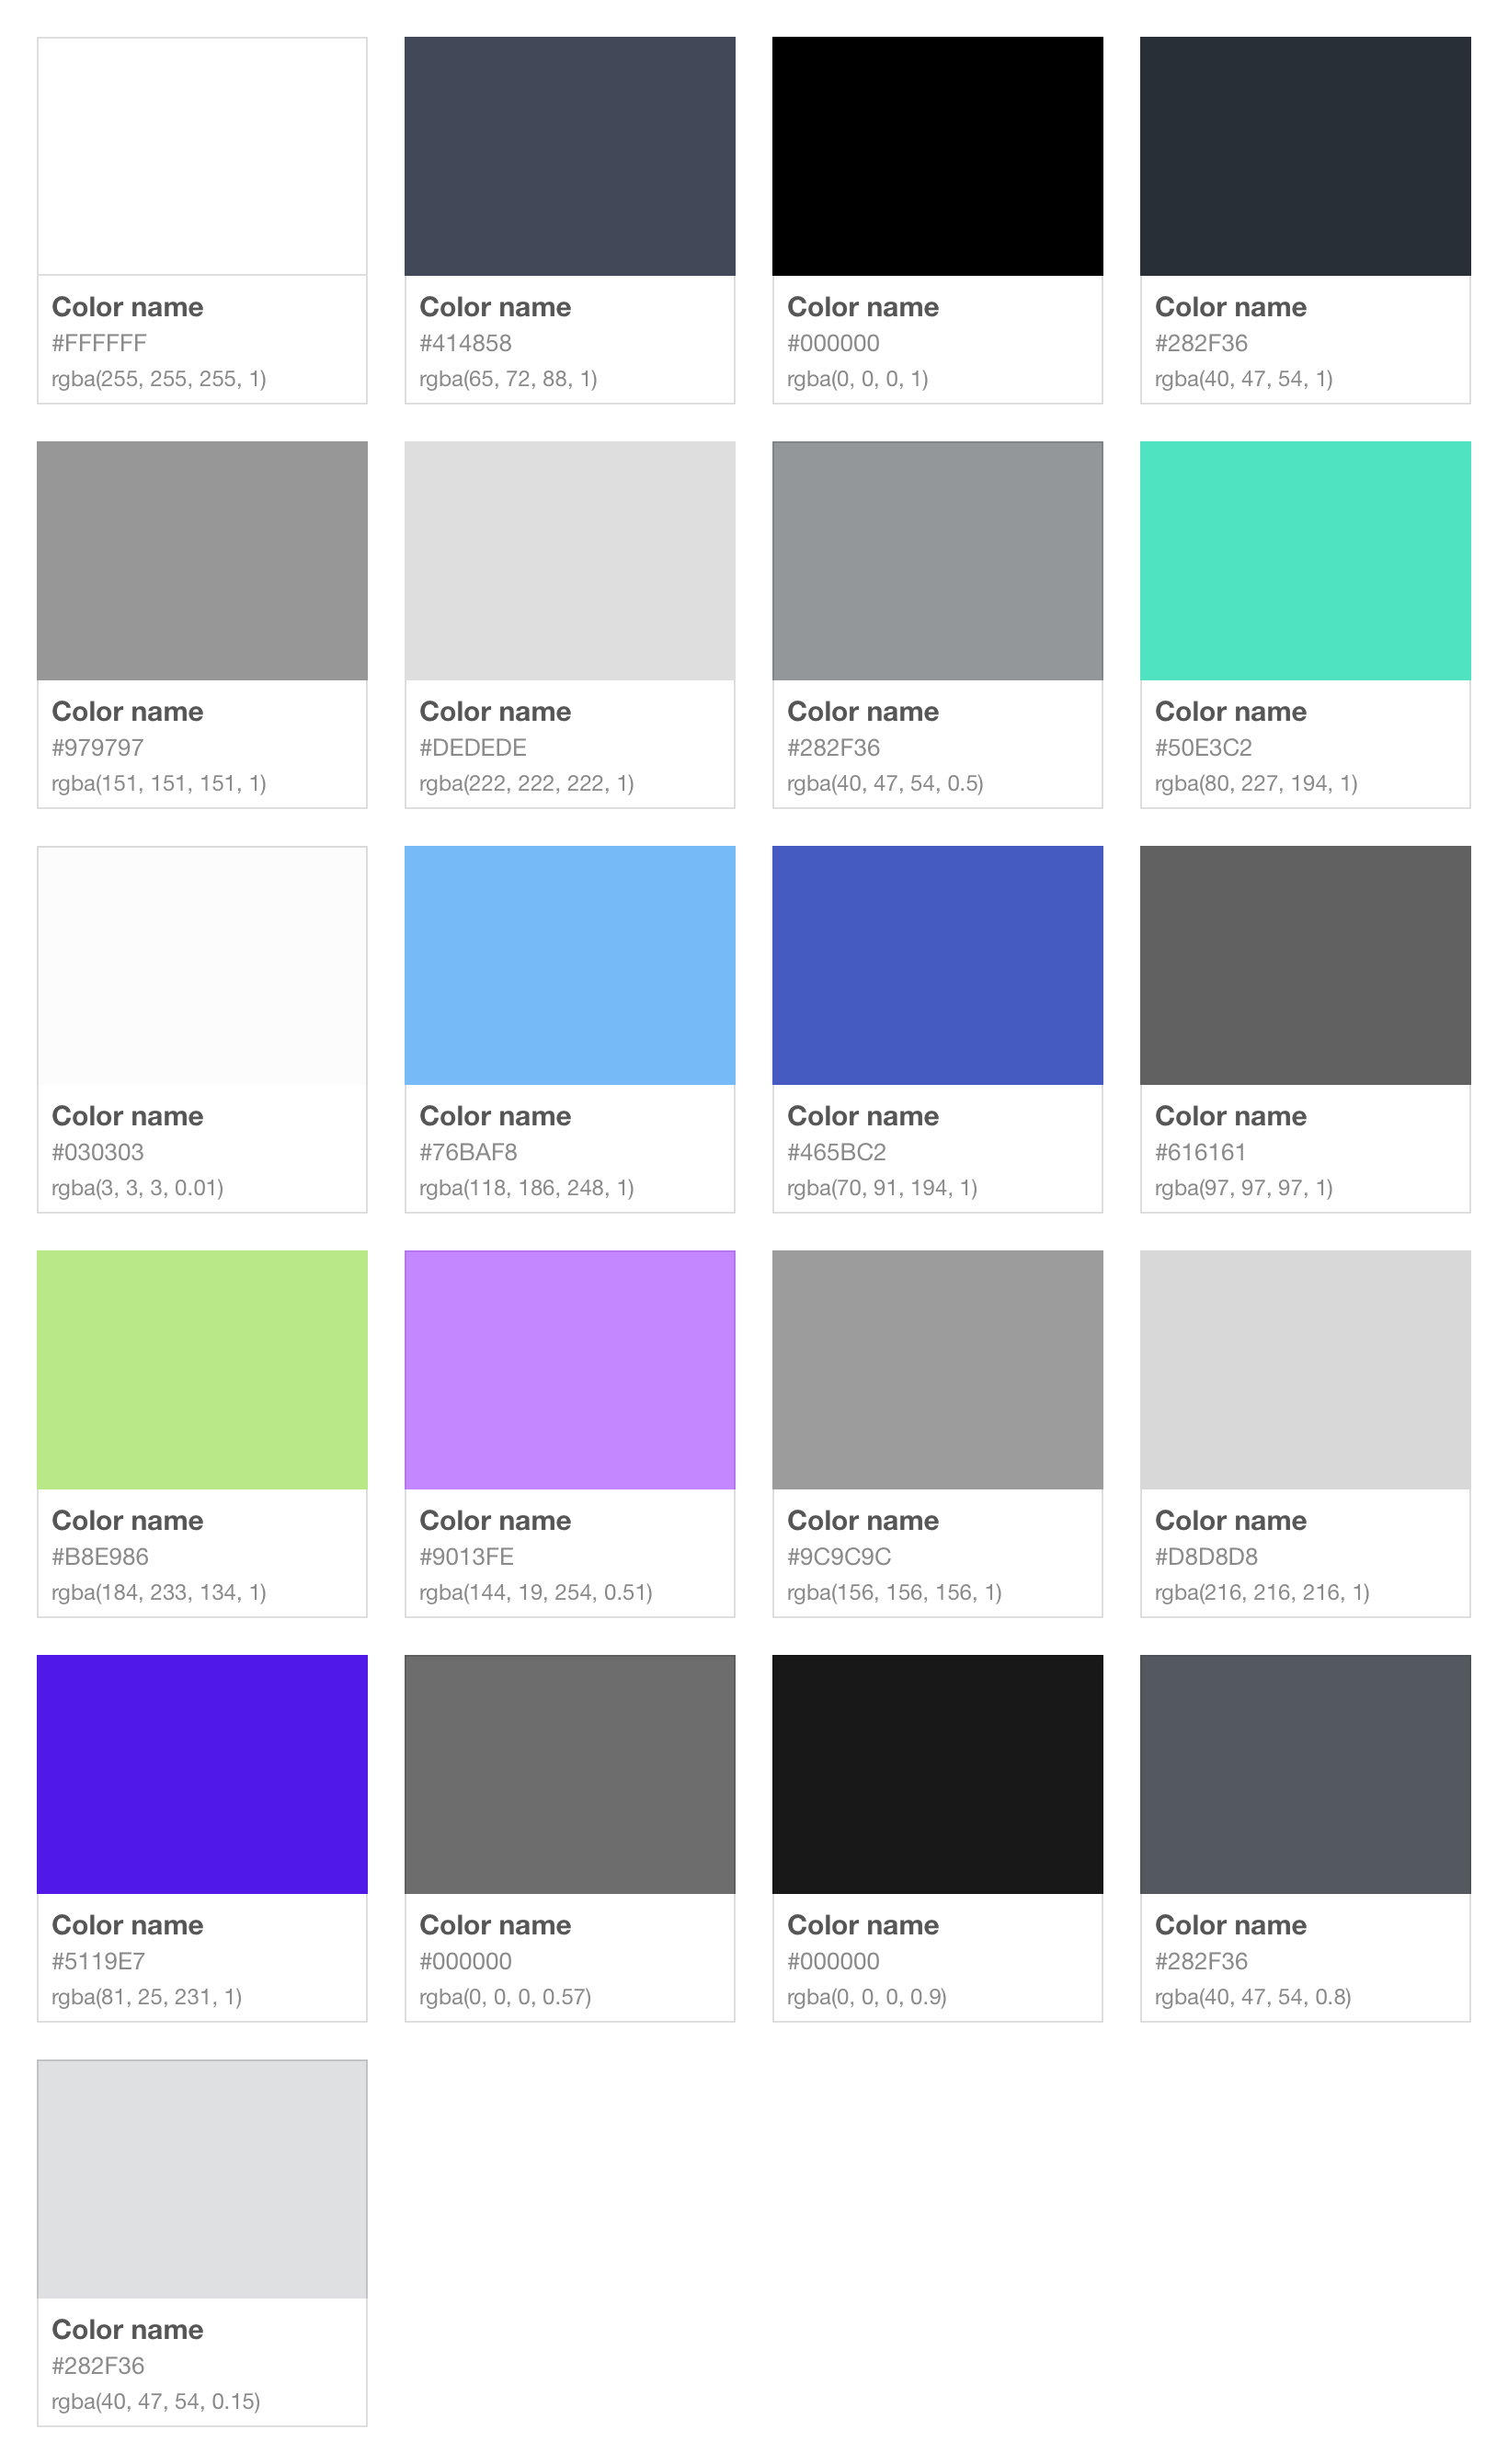 Color name
#FFFFFF
rgba(255, 255, 255, 1)
Color name
#414858
rgba(65, 72, 88, 1)
Color name
#000000
rgba(0, 0, 0, 1)
Color name
#282F36
rgba(40, 47, 54, 1)
Color name
#979797
rgba(151, 151, 151, 1)
Color name
#DEDEDE
rgba(222, 222, 222, 1)
Color name
#282F36
rgba(40, 47, 54, 0.5)
Color name
#50E3C2
rgba(80, 227, 194, 1)
Color name
#030303
rgba(3, 3, 3, 0.01)
Color name
#76BAF8
rgba(118, 186, 248, 1)
Color name
#465BC2
rgba(70, 91, 194, 1)
Color name
#616161
rgba(97, 97, 97, 1)
Color name
#B8E986
rgba(184, 233, 134, 1)
Color name
#9013FE
rgba(144, 19, 254, 0.51)
Color name
#9C9C9C
rgba(156, 156, 156, 1)
Color name
#D8D8D8
rgba(216, 216, 216, 1)
Color name
#5119E7
rgba(81, 25, 231, 1)
Color name
#000000
rgba(0, 0, 0, 0.57)
Color name
#000000
rgba(0, 0, 0, 0.9)
Color name
#282F36
rgba(40, 47, 54, 0.8)
Color name
#282F36
rgba(40, 47, 54, 0.15)